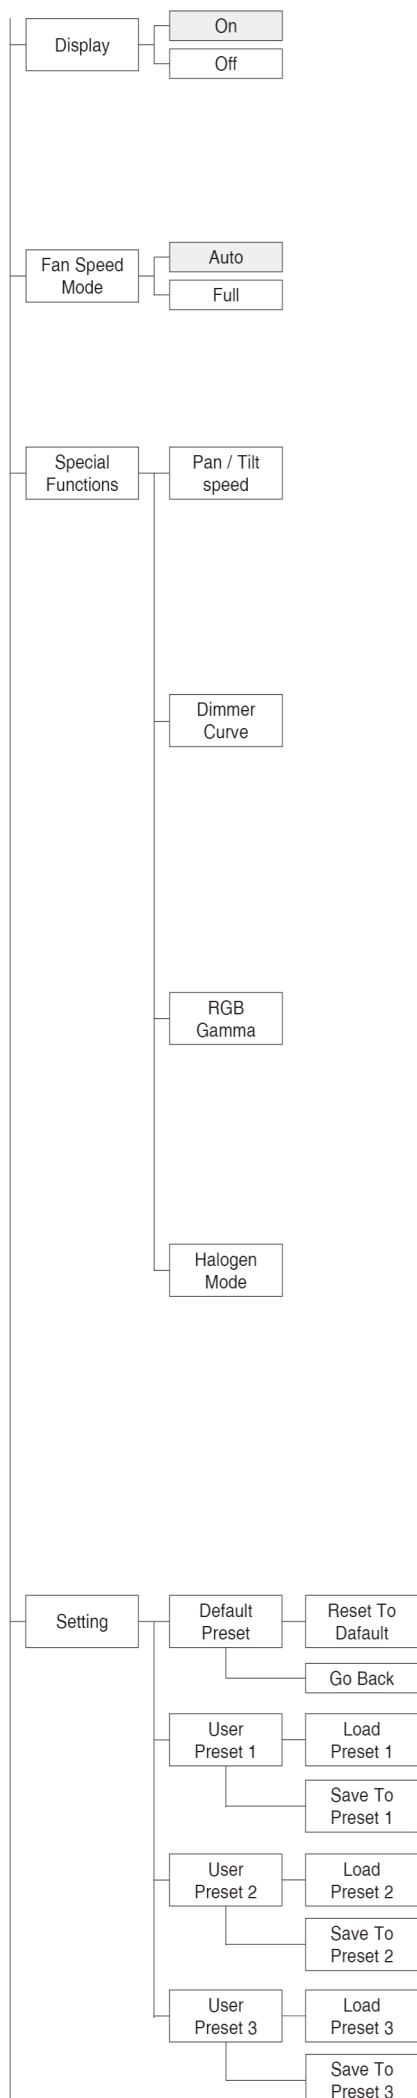 On
Display
Off
Auto
Fan Speed
Mode
Full
Special
Functions
Pan / Tilt
speed
Dimmer
Curve
RGB
Gamma
Halogen
Mode
Setting
Default
Preset
Reset To
Dafault
Go Back
User
Preset 1
Load
Preset 1
Save To
Preset 1
User
Preset 2
Load
Preset 2
Save To
Preset 2
User
Preset 3
Load
Preset 3
Save To
Preset 3